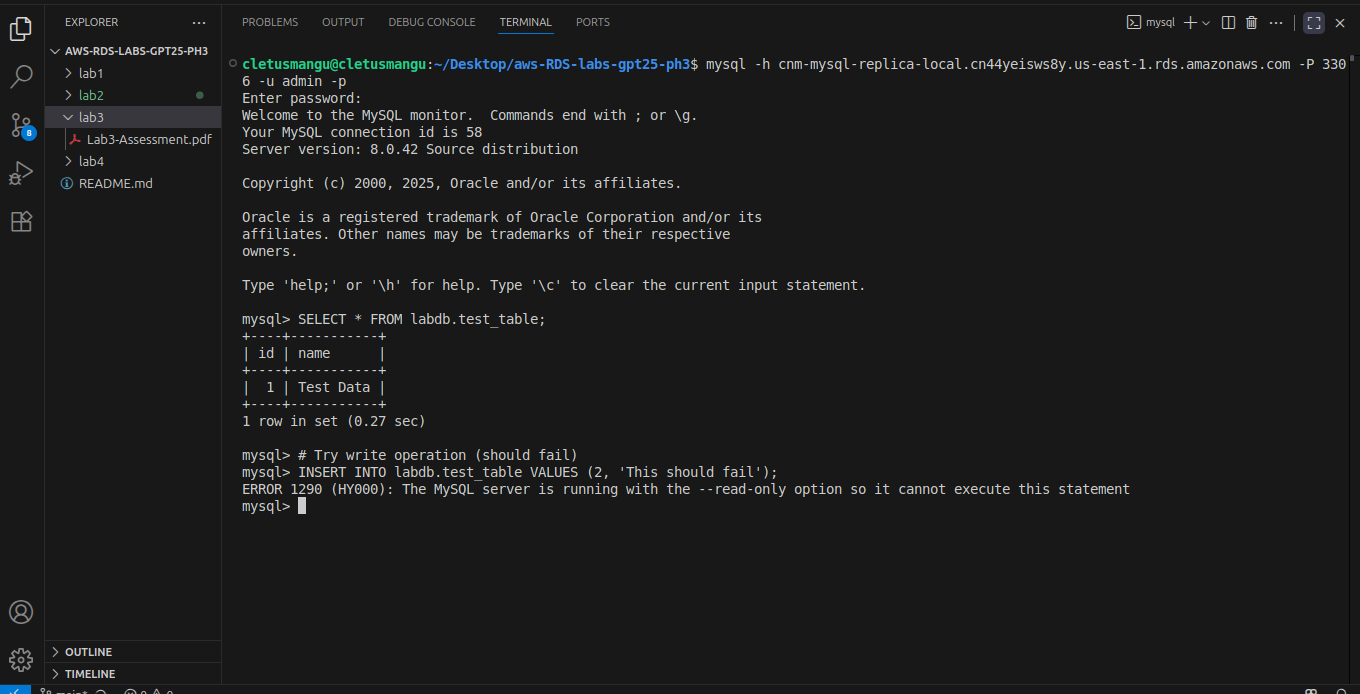 EXPLORER
AWS-RDS-LABS-GPT25-PH3
lab1
lab2
lab3
Lab3-Assessment.pdf
lab4
README.md
OUTLINE
TIMELINE
8
PROBLEMS OUTPUT DEBUG CONSOLE TERMINAL PORTS
mysql
cletusmangu@cletusmangu:~/Desktop/aws-RDS-labs-gpt25-ph3$ mysql -h cnm-mysql-replica-local.cn44yeisws8y.us-east-1.rds.amazonaws.com -P 330
6 -u admin -p
Enter password:
Welcome to the MySQL monitor.  Commands end with ; or \g.
Your MySQL connection id is 58
Server version: 8.0.42 Source distribution
Copyright (c) 2000, 2025, Oracle and/or its affiliates.
Oracle is a registered trademark of Oracle Corporation and/or its
affiliates. Other names may be trademarks of their respective
owners.
Type 'help;' or '\h' for help. Type '\c' to clear the current input statement.
mysql> SELECT * FROM labdb.test_table;
+----+-----------+
| id | name      |
+----+-----------+
|  1 | Test Data |
+----+-----------+
1 row in set (0.27 sec)
mysql> # Try write operation (should fail)
mysql> INSERT INTO labdb.test_table VALUES (2, 'This should fail');
ERROR 1290 (HY000): The MySQL server is running with the --read-only option so it cannot execute this statement
mysql>
main*